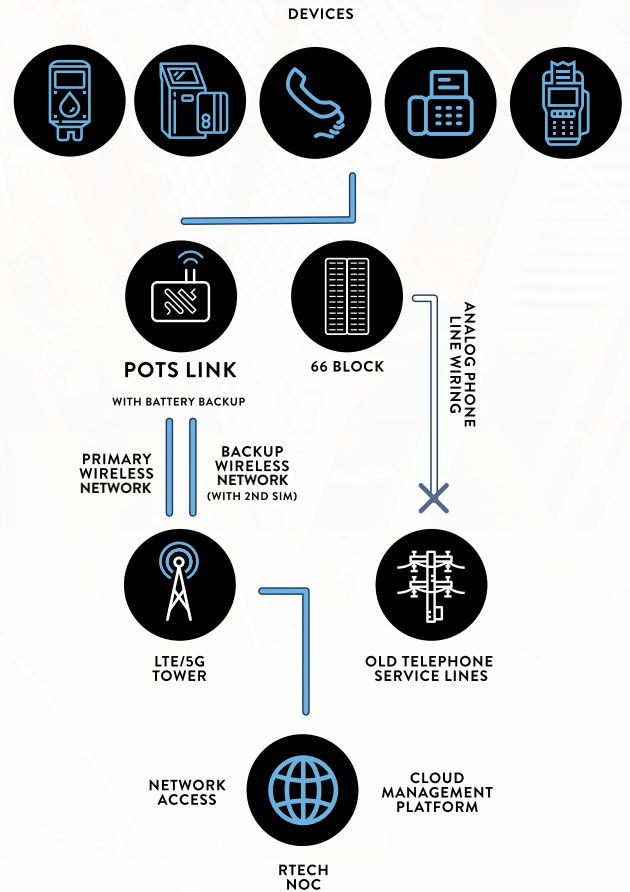 DEVICES
POTS LINK
WITH BATTERY BACKUP
66 BLOCK
ANALOG PHONE
LINE WIRING
PRIMARY
WIRELESS
NETWORK
BACKUP
WIRELESS
NETWORK
(WITH 2ND SIM)
LTE/5G
TOWER
OLD TELEPHONE
SERVICE LINES
NETWORK
ACCESS
CLOUD
MANAGEMENT
PLATFORM
RTECH
NOC